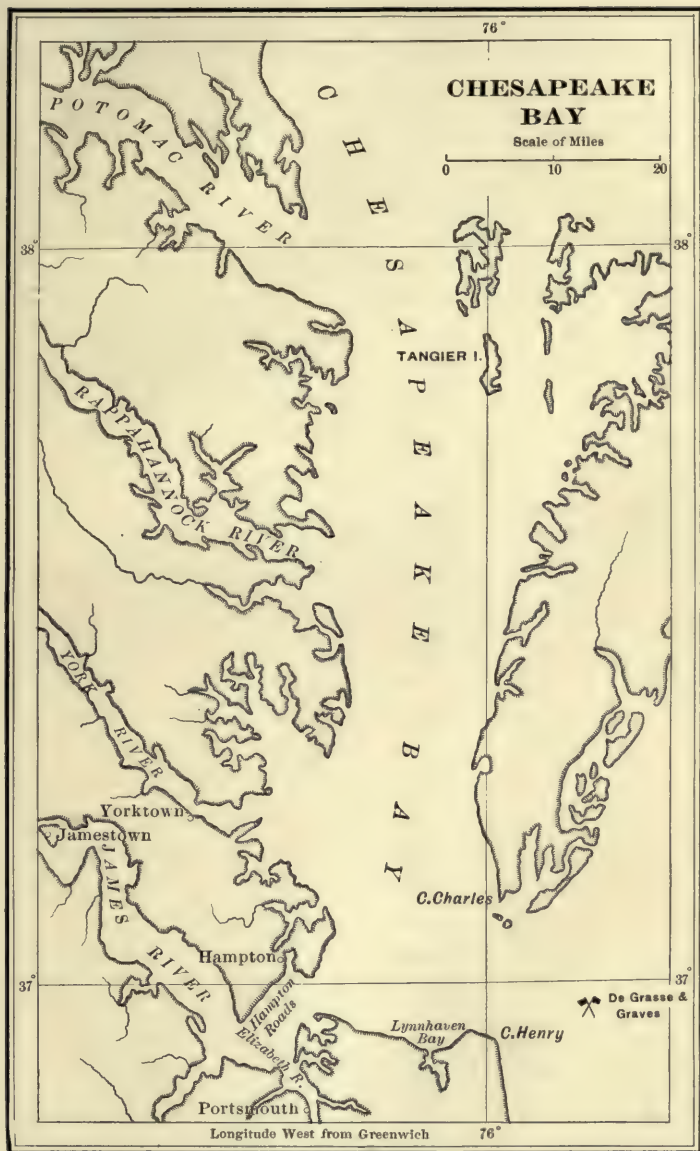 76°
CHESAPEAKE
BAY
Scale of Miles
0 10 20
POTOMAC RIVER
CHESAPEAKE BAY
38° 38°
TANGIER I.
RAPPAHANNOCK RIVER
YORK RIVER
Yorktown
Jamestown
JAMES RIVER
C.Charles
Hampton
37° 37°
Hampton
Roads
De Grasse &
Graves
Elizabeth R.
Lynnhaven
Bay
C.Henry
Portsmouth
Longitude West from Greenwich
76°